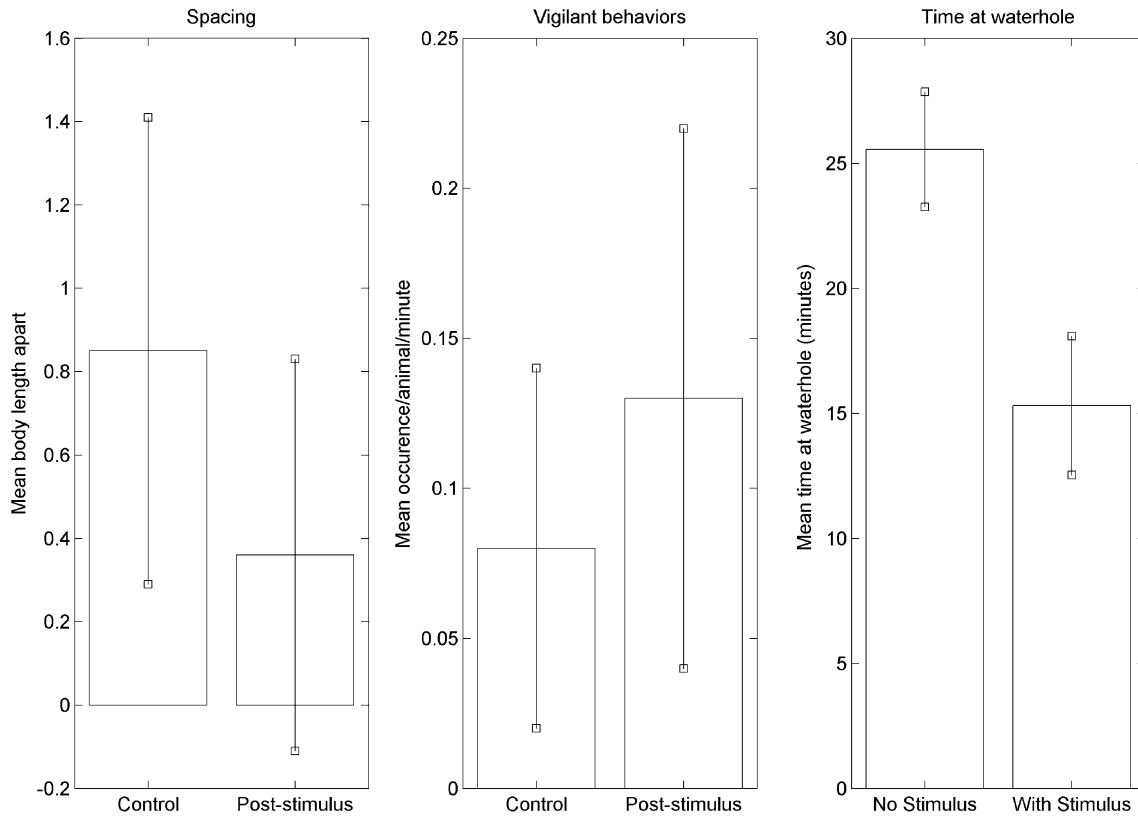 Spacing
Mean body length apart
1.6
1.4
1.2
1
0.8
0.6
0.4
0.2
0
-0.2
Control
Post-stimulus
Vigilant behaviors
Mean occurence/animal/minute
0.25
0.2
0.15
0.1
0.05
0
Control
Post-stimulus
Time at waterhole
Mean time at waterhole (minutes)
30
25
20
15
10
5
0
No Stimulus
With Stimulus